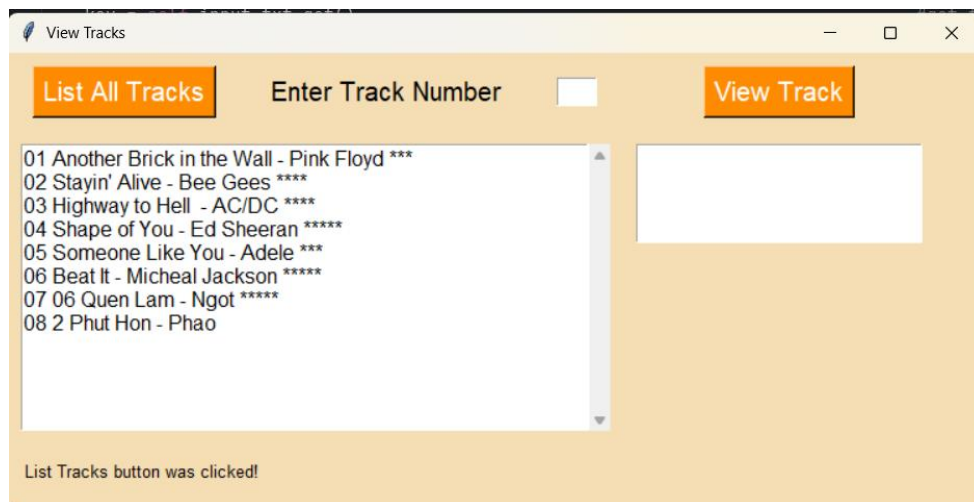 View Tracks
List All Tracks
Enter Track Number
View Track
01 Another Brick in the Wall - Pink Floyd ***
02 Stayin' Alive - Bee Gees ****
03 Highway to Hell  - AC/DC ****
04 Shape of You - Ed Sheeran *****
05 Someone Like You - Adele ***
06 Beat It - Micheal Jackson *****
07 06 Quen Lam - Ngot *****
08 2 Phut Hon - Phao
List Tracks button was clicked!